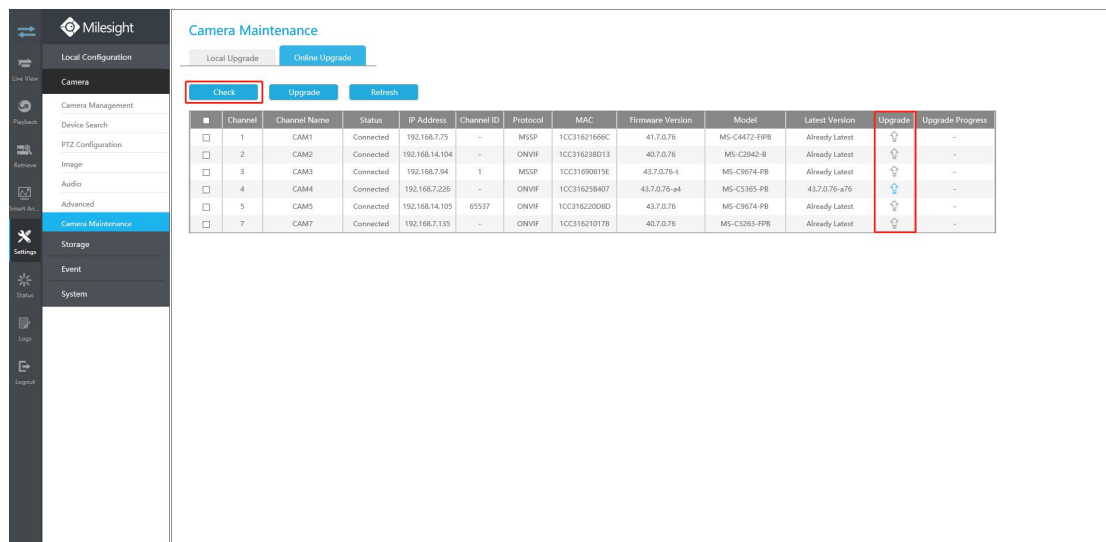 Milesight
Live View
Playback
Retrieve
Smart An...
Settings
Status
Logs
Logout
Local Configuration
Camera
Camera Management
Device Search
PTZ Configuration
Image
Audio
Advanced
Camera Maintenance
Storage
Event
System
Camera Maintenance
Local Upgrade Online Upgrade
Check Upgrade Refresh
Channel Channel Name Status IP Address Channel ID Protocol MAC Firmware Version Model Latest Version Upgrade Upgrade Progress
1 CAM1 Connected 192.168.7.75 - MSSP 1CC31621666C 41.7.0.76 MS-C4472-FIPB Already Latest -
2 CAM2 Connected 192.168.14.104 - ONVIF 1CC316238D13 40.7.0.76 MS-C2942-B Already Latest -
3 CAM3 Connected 192.168.7.94 1 MSSP 1CC31690815E 43.7.0.76-t MS-C9674-PB Already Latest -
4 CAM4 Connected 192.168.7.226 - ONVIF 1CC31625B407 43.7.0.76-a4 MS-C5365-PB 43.7.0.76-a76 -
5 CAM5 Connected 192.168.14.105 65537 ONVIF 1CC316220D8D 43.7.0.76 MS-C9674-PB Already Latest -
7 CAM7 Connected 192.168.7.135 - ONVIF 1CC316210178 40.7.0.76 MS-C3263-FPB Already Latest -